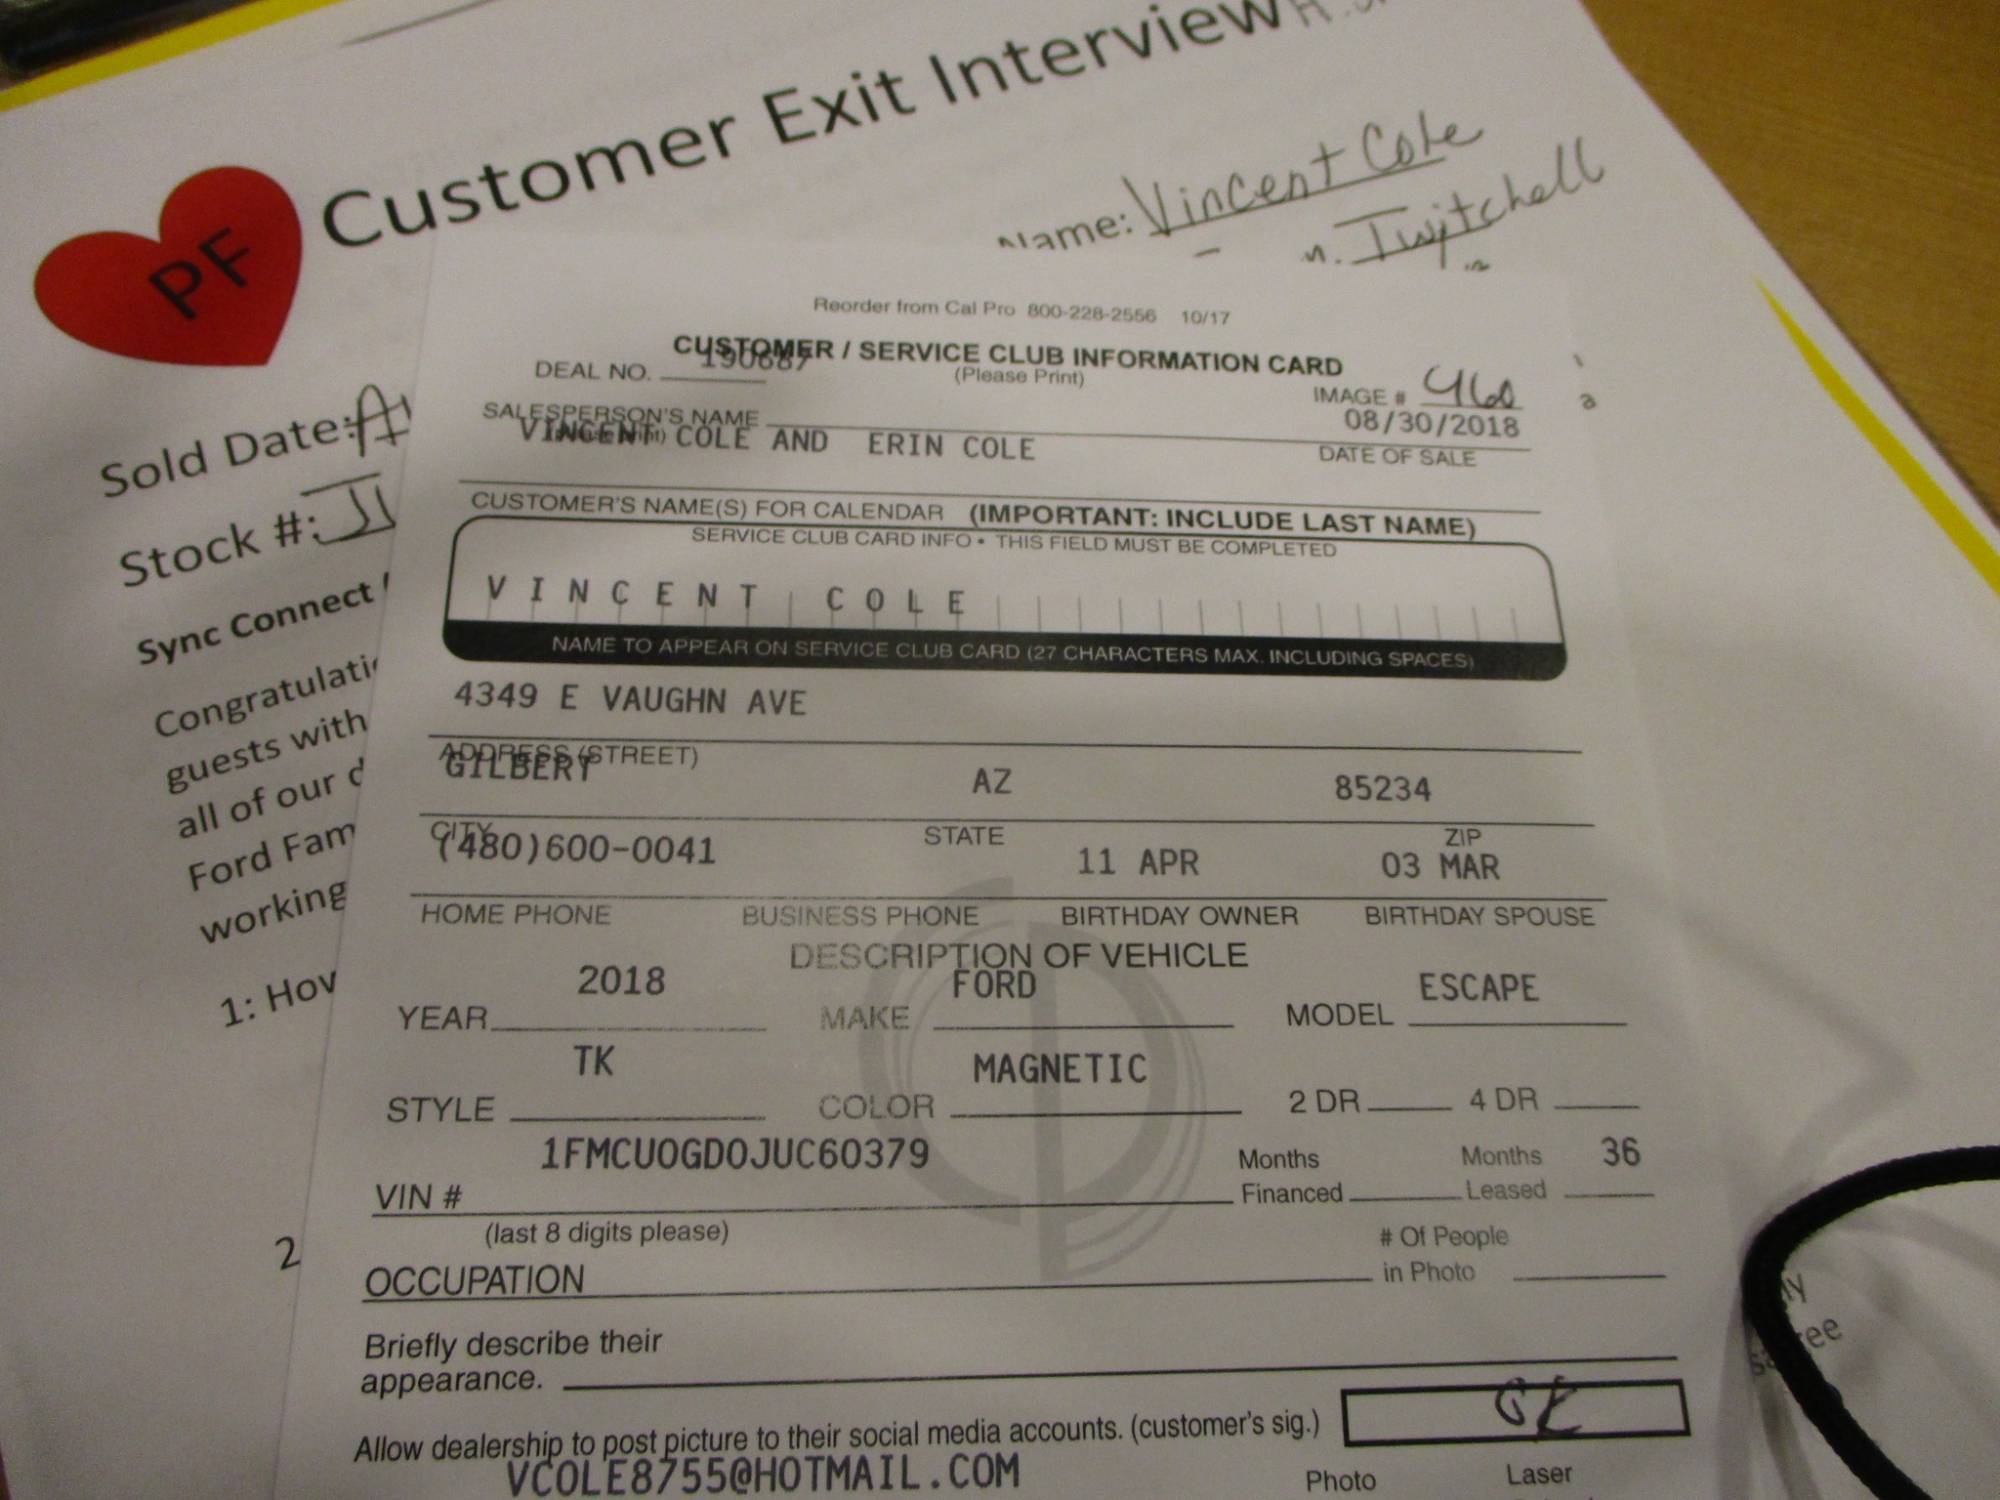 Customer Exit Interview
PF
Name: Vincent Cole
Twitchell
Sold Date:
Stock #:
Sync Connect
guests with
all of our
Ford Fam
working
1: How
2
Reorder from Cal Pro 800-228-2556 10/17
CUSTOMER / SERVICE CLUB INFORMATION CARD
(Please Print)
DEAL NO. 190687
IMAGE # 460
SALESPERSON'S NAME
08/30/2018
VINCENT COLE AND ERIN COLE
DATE OF SALE
CUSTOMER'S NAME(S) FOR CALENDAR (IMPORTANT: INCLUDE LAST NAME)
SERVICE CLUB CARD INFO • THIS FIELD MUST BE COMPLETED
VINCENT COLE
NAME TO APPEAR ON SERVICE CLUB CARD (27 CHARACTERS MAX. INCLUDING SPACES)
4349 E VAUGHN AVE
ADDRESS (STREET)
GILBERT AZ 85234
CITY STATE ZIP
(480)600-0041 11 APR 03 MAR
HOME PHONE BUSINESS PHONE BIRTHDAY OWNER BIRTHDAY SPOUSE
DESCRIPTION OF VEHICLE
2018 FORD ESCAPE
YEAR MAKE MODEL
TK MAGNETIC
STYLE COLOR 2 DR 4 DR
1FMCU0GD0JUC60379
Months Months 36
VIN # Financed Leased
(last 8 digits please)
# Of People
OCCUPATION in Photo
Briefly describe their
appearance.
Allow dealership to post picture to their social media accounts. (customer's sig.)
VCOLE8755@HOTMAIL.COM
Photo Laser